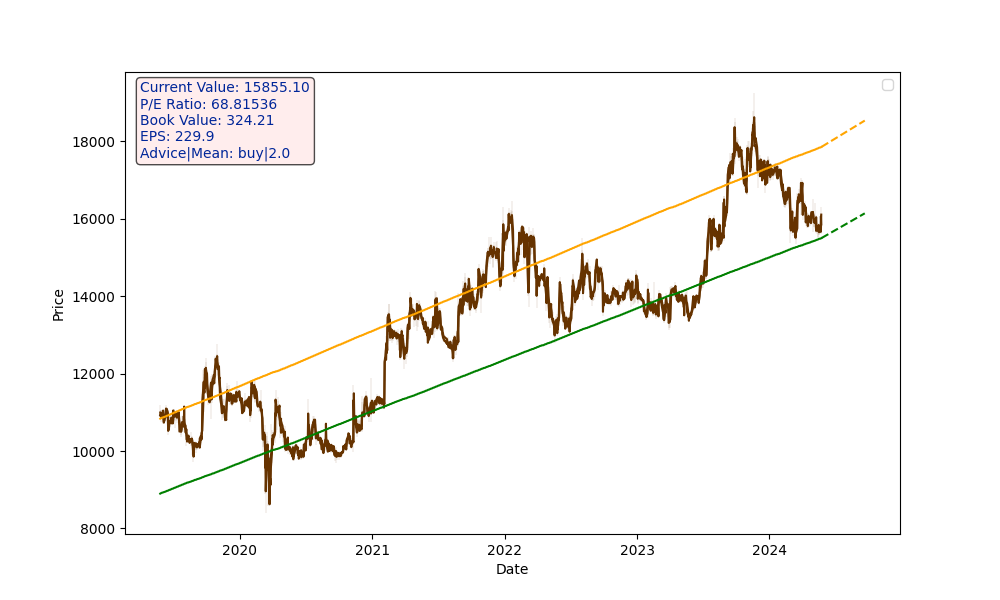 Current Value: 15855.10
P/E Ratio: 68.81536
Book Value: 324.21
EPS: 229.9
Advice|Mean: buy|2.0
18000
16000
14000
12000
10000
8000
Price
2020 2021 2022 2023 2024
Date